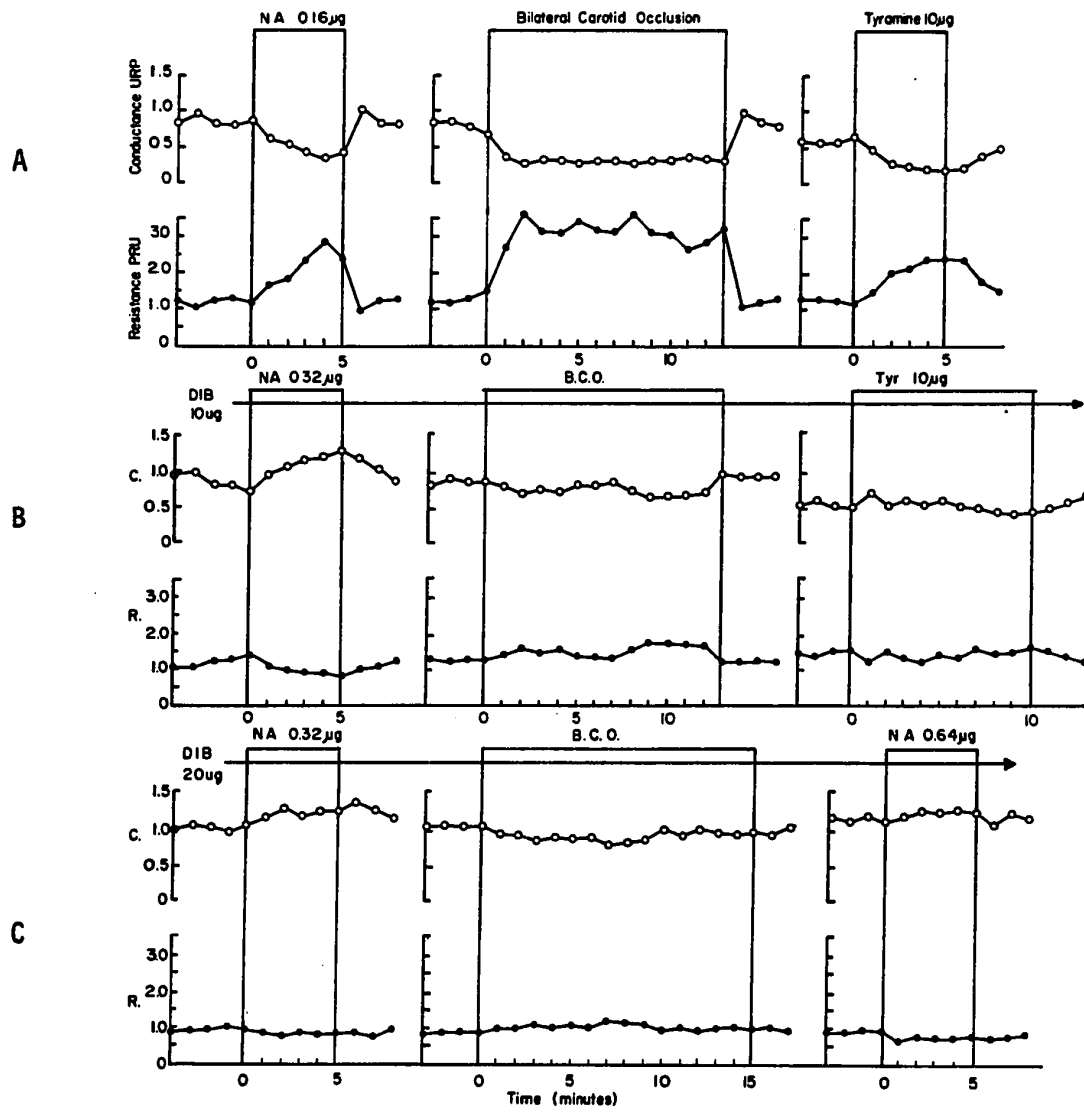 NA 0.16µg Bilateral Carotid Occlusion Tyramine 10µg
A
Conductance URP
1.5
1.0
0.5
0
Resistance PRU
30
2.0
1.0
0
0 5 0 5 10 0 5
NA 0.32µg B.C.O. Tyr 10µg
DIB
10ug
B
C.
1.5
1.0
0.5
0
R.
3.0
2.0
1.0
0
0 5 0 5 10 0 10
NA 0.32µg B.C.O. NA 0.64µg
DIB
20ug
C
C.
1.5
1.0
0.5
0
R.
3.0
2.0
1.0
0
0 5 0 5 10 15 0 5
Time (minutes)